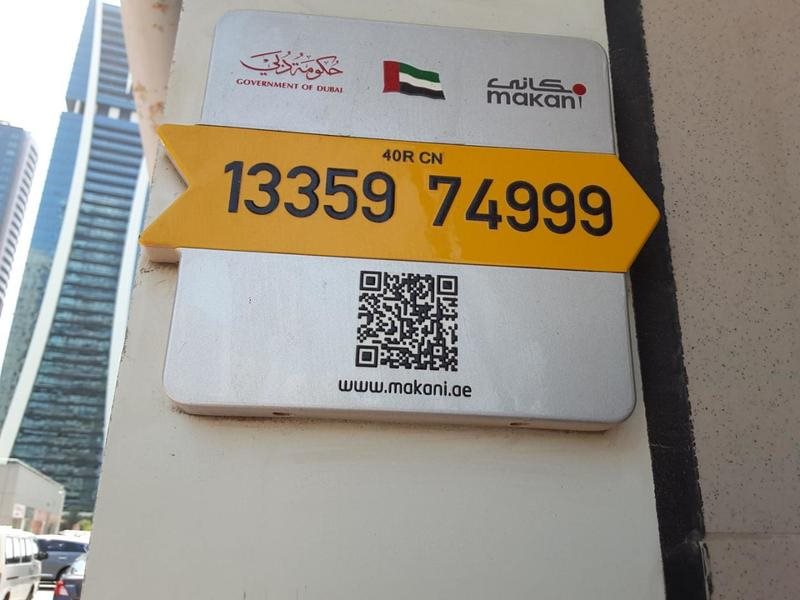 حكومة دبي
GOVERNMENT OF DUBAI
مكاني
makani
40R CN
13359 74999
www.makani.ae